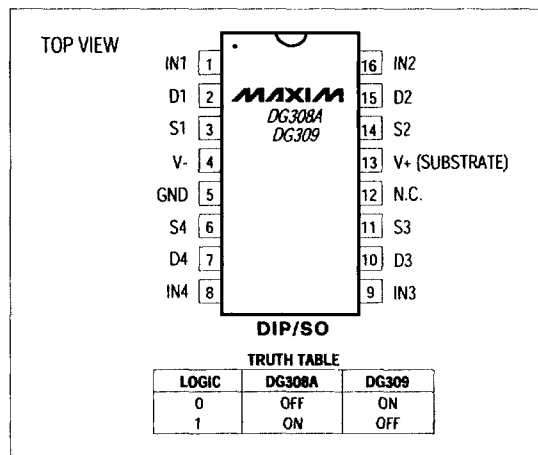 TOP VIEW
IN1 1
D1 2
S1 3
V- 4
GND 5
S4 6
D4 7
IN4 8
MAXIM
DG308A
DG309
16 IN2
15 D2
14 S2
13 V+ (SUBSTRATE)
12 N.C.
11 S3
10 D3
9 IN3
DIP/SO
TRUTH TABLE
LOGIC DG308A DG309
0 OFF ON
1 ON OFF